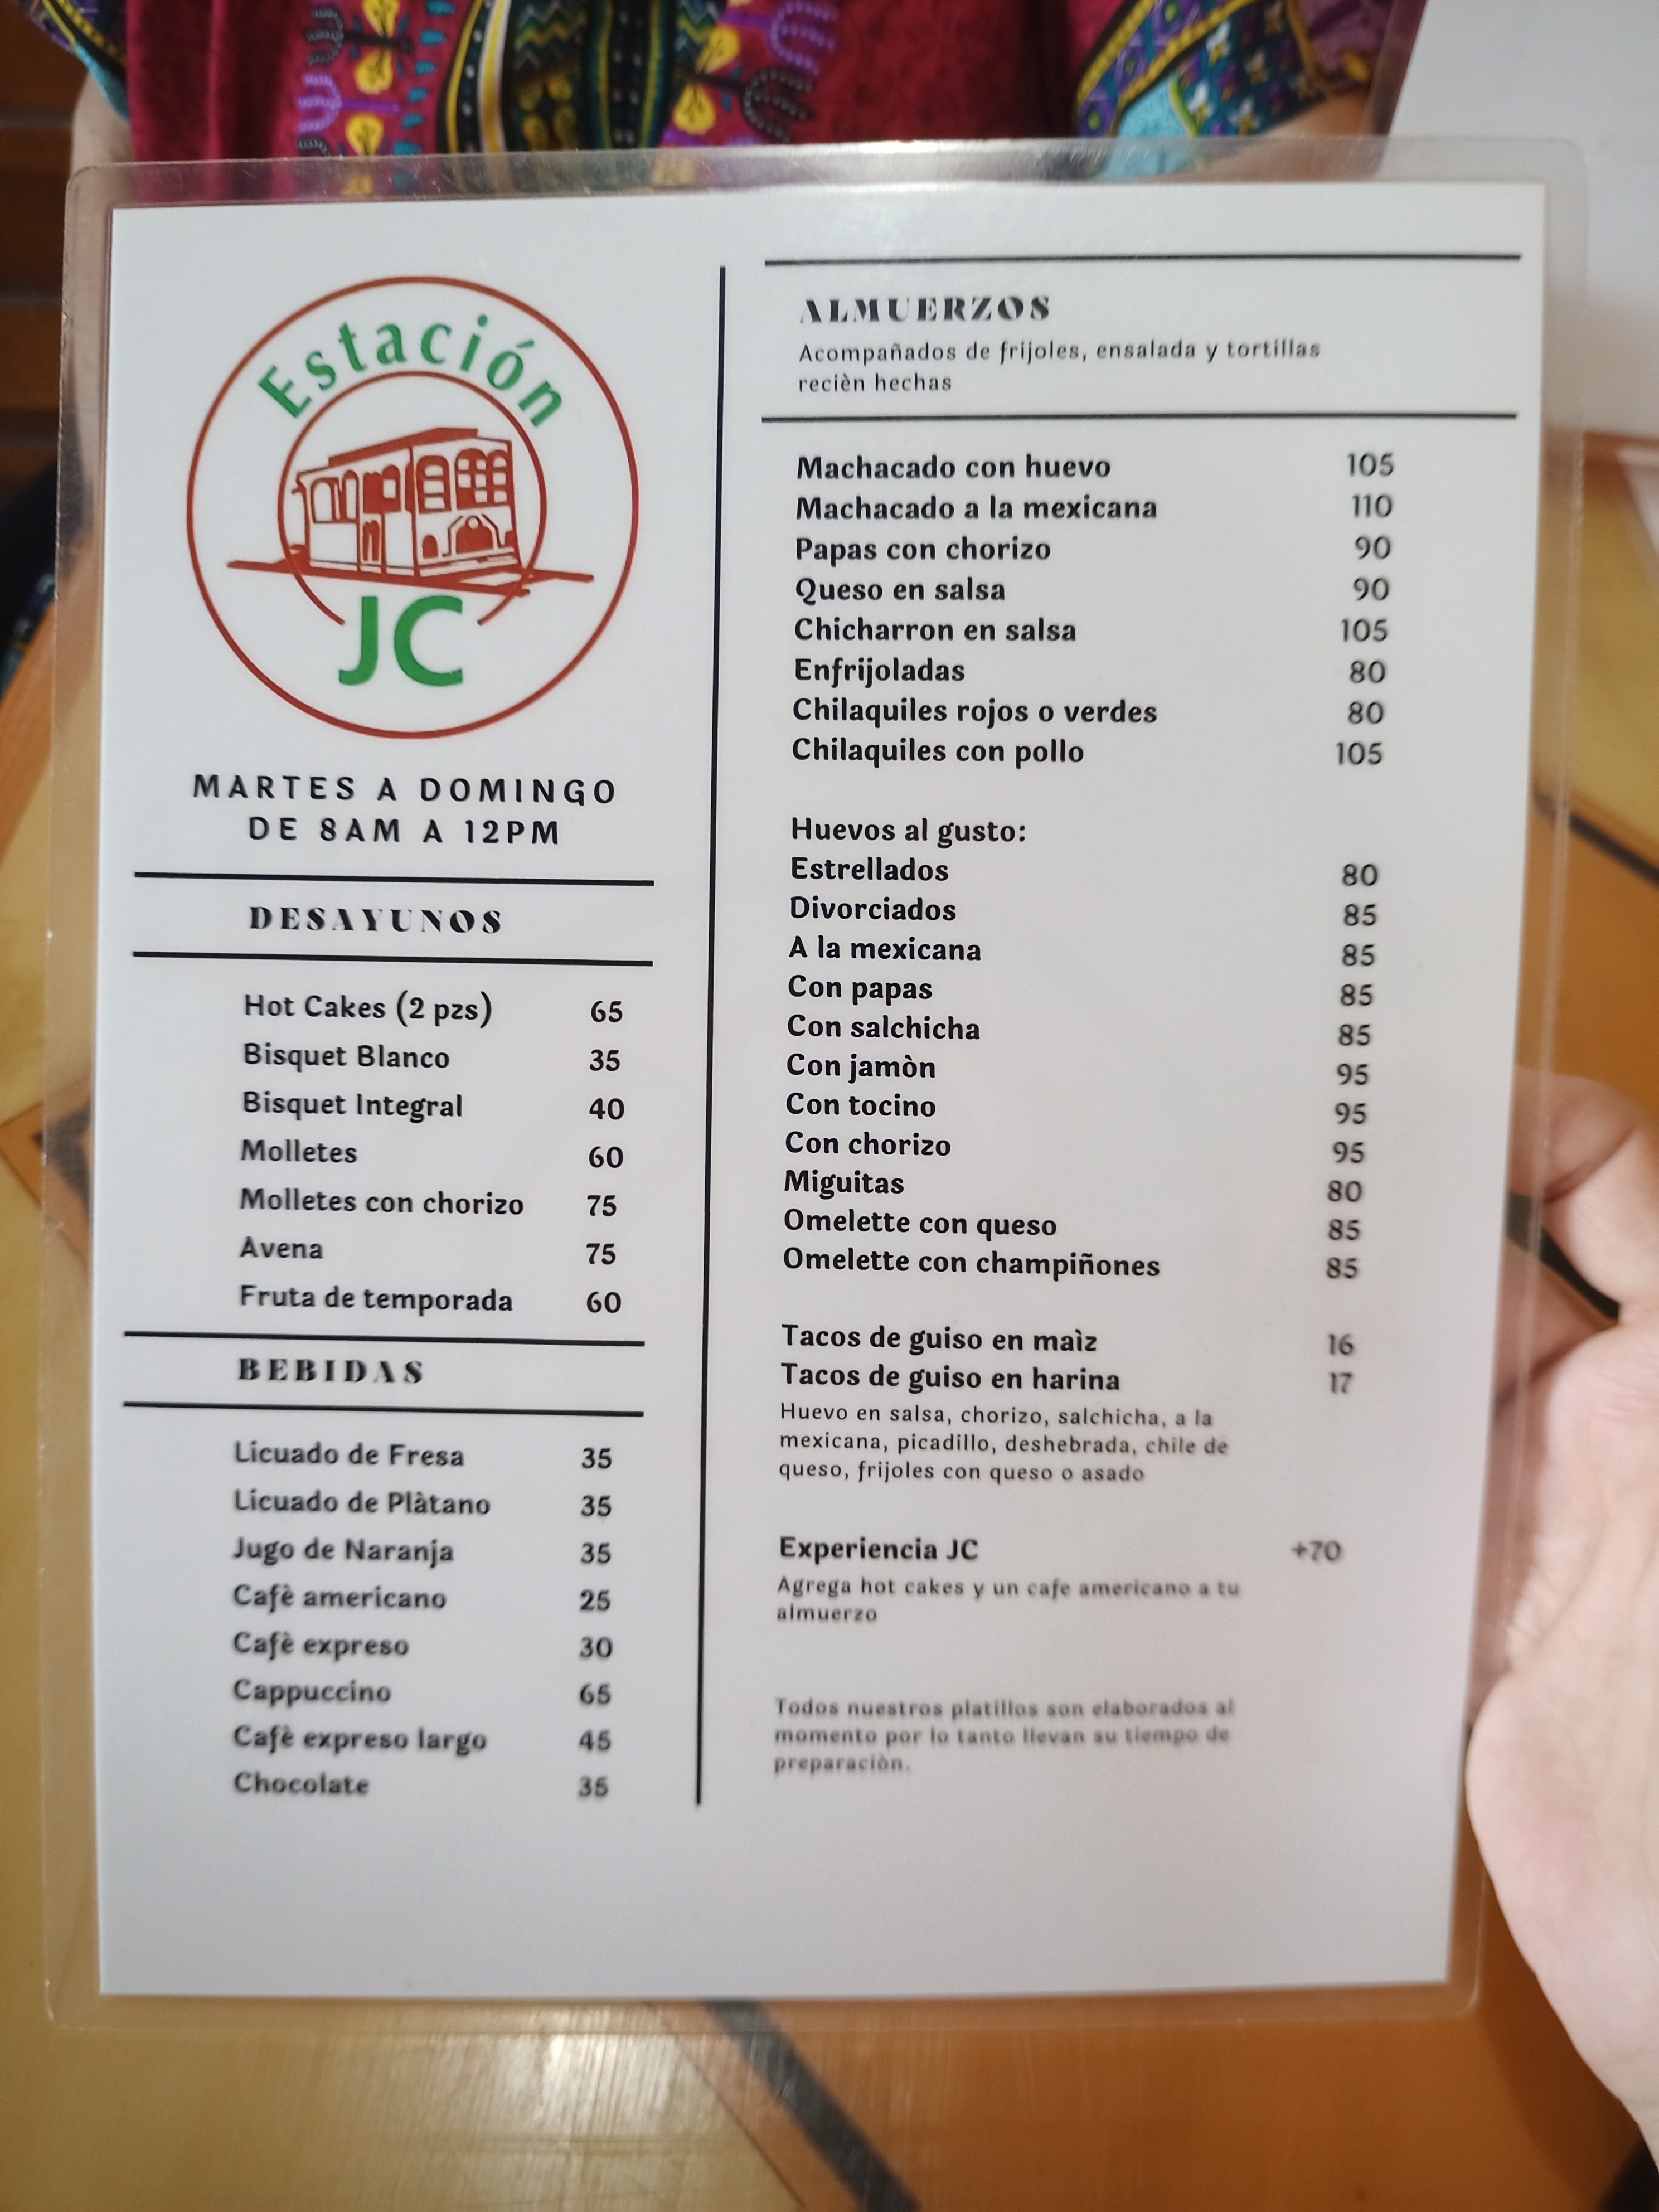 Estación
JC
MARTES A DOMINGO
DE 8AM A 12PM
DESAYUNOS
Hot Cakes (2 pzs) 65
Bisquet Blanco 35
Bisquet Integral 40
Molletes 60
Molletes con chorizo 75
Avena 75
Fruta de temporada 60
BEBIDAS
Licuado de Fresa 35
Licuado de Plàtano 35
Jugo de Naranja 35
Cafè americano 25
Cafè expreso 30
Cappuccino 65
Cafè expreso largo 45
Chocolate 35
ALMUERZOS
Acompañados de frijoles, ensalada y tortillas
recièn hechas
Machacado con huevo 105
Machacado a la mexicana 110
Papas con chorizo 90
Queso en salsa 90
Chicharron en salsa 105
Enfrijoladas 80
Chilaquiles rojos o verdes 80
Chilaquiles con pollo 105
Huevos al gusto:
Estrellados 80
Divorciados 85
A la mexicana 85
Con papas 85
Con salchicha 85
Con jamòn 95
Con tocino 95
Con chorizo 95
Miguitas 80
Omelette con queso 85
Omelette con champiñones 85
Tacos de guiso en maìz 16
Tacos de guiso en harina 17
Huevo en salsa, chorizo, salchicha, a la
mexicana, picadillo, deshebrada, chile de
queso, frijoles con queso o asado
Experiencia JC +70
Agrega hot cakes y un cafe americano a tu
almuerzo
Todos nuestros platillos son elaborados al
momento por lo tanto llevan su tiempo de
preparaciòn.